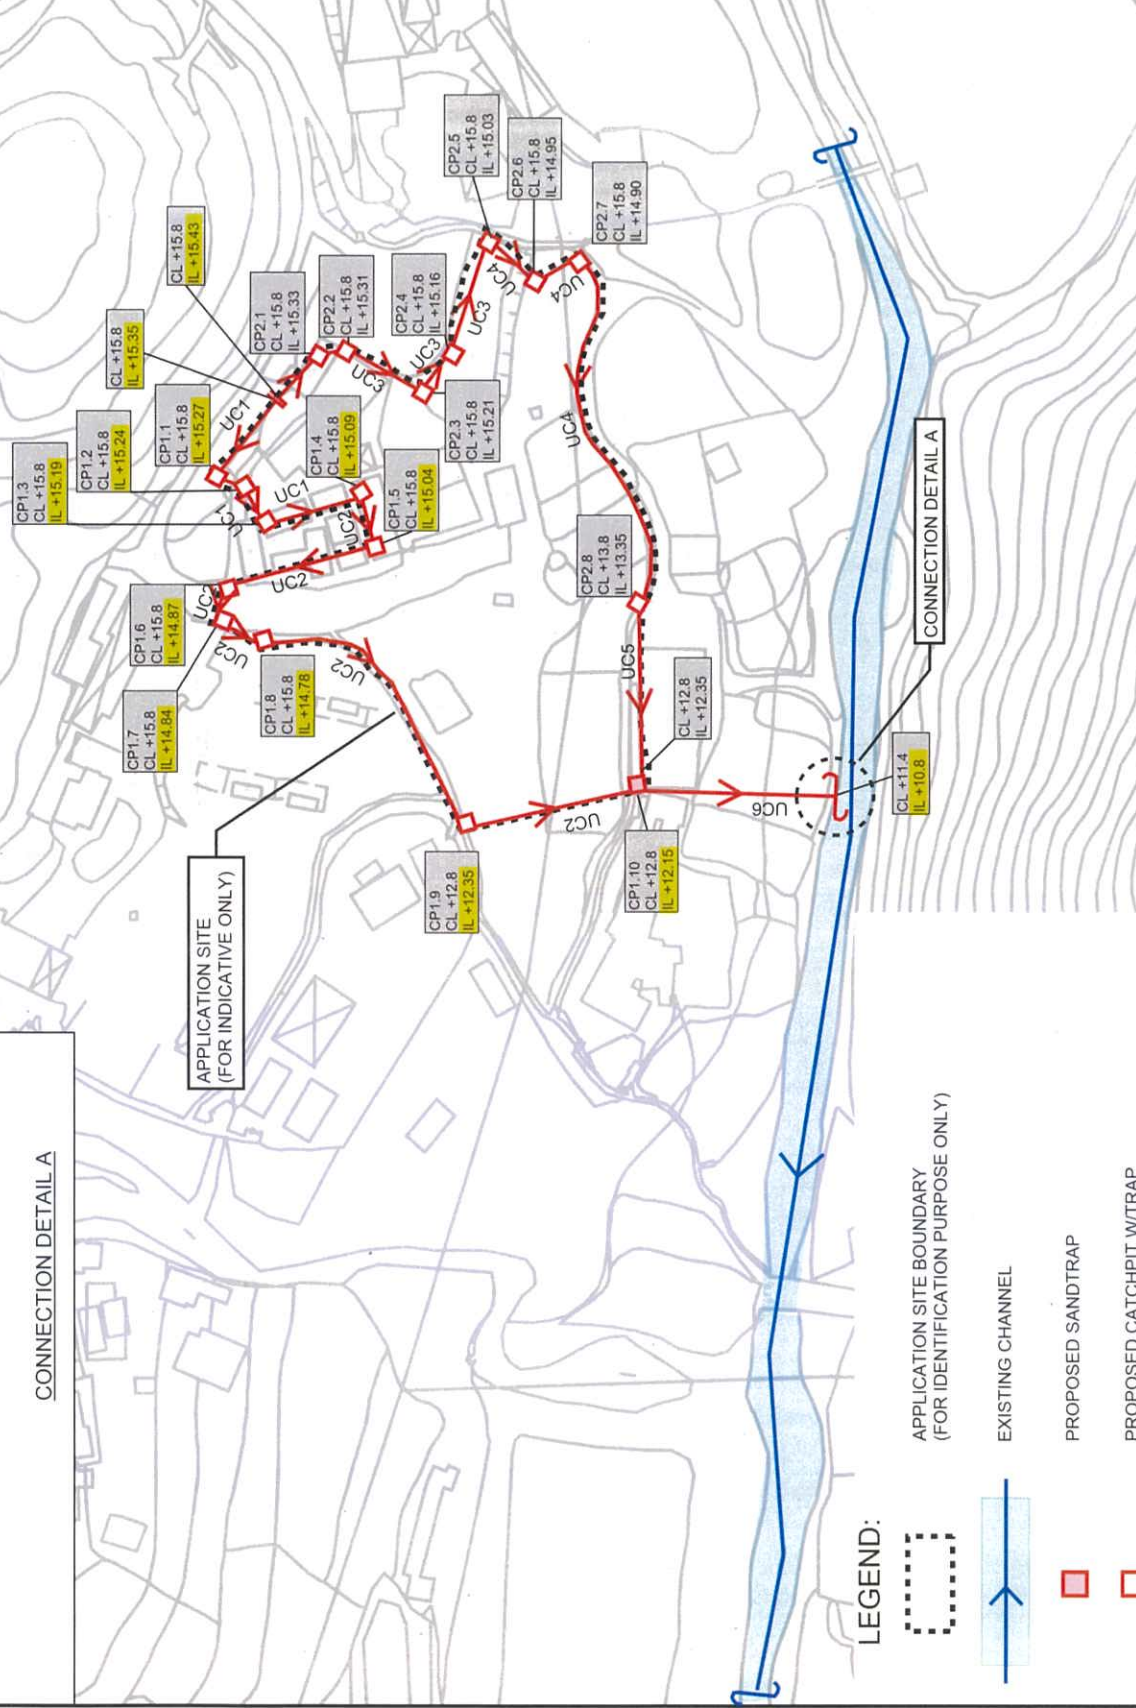 CONNECTION DETAIL A
APPLICATION SITE
(FOR INDICATIVE ONLY)
CP1.3
CL +15.8
IL +15.19
CP1.2
CL +15.8
IL +15.24
CP1.1
CL +15.8
IL +15.27
CL +15.8
IL +15.35
CL +15.8
IL +15.43
CP2.1
CL +15.8
IL +15.33
CP2.2
CL +15.8
IL +15.31
CP2.4
CL +15.8
IL +15.16
CP2.5
CL +15.8
IL +15.03
CP2.6
CL +15.8
IL +14.95
CP2.7
CL +15.8
IL +14.90
CP1.4
CL +15.8
IL +15.09
CP1.5
CL +15.8
IL +15.04
CP2.3
CL +15.8
IL +15.21
CP1.6
CL +15.8
IL +14.87
CP1.7
CL +15.8
IL +14.84
CP1.8
CL +15.8
IL +14.78
CP2.8
CL +13.8
IL +13.35
CL +12.8
IL +12.35
CP1.9
CL +12.8
IL +12.35
CP1.10
CL +12.8
IL +12.15
CL +11.4
IL +10.8
UC1
UC1
UC1
UC2
UC2
UC2
UC2
UC2
UC2
UC3
UC3
UC3
UC4
UC4
UC4
UC5
UC6
CONNECTION DETAIL A
LEGEND:
APPLICATION SITE BOUNDARY
(FOR IDENTIFICATION PURPOSE ONLY)
EXISTING CHANNEL
PROPOSED SANDTRAP
PROPOSED CATCHPIT W/TRAP